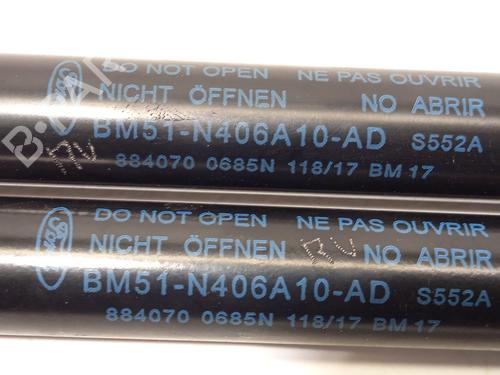 DO NOT OPEN NE PAS OUVRIR
NICHT ÖFFNEN NO ABRIR
BM51-N406A10-AD S552A
884070 0685N 118/17 BM 17
DO NOT OPEN NE PAS OUVRIR
NICHT ÖFFNEN NO ABRIR
BM51-N406A10-AD S552A
884070 0685N 118/17 BM 17